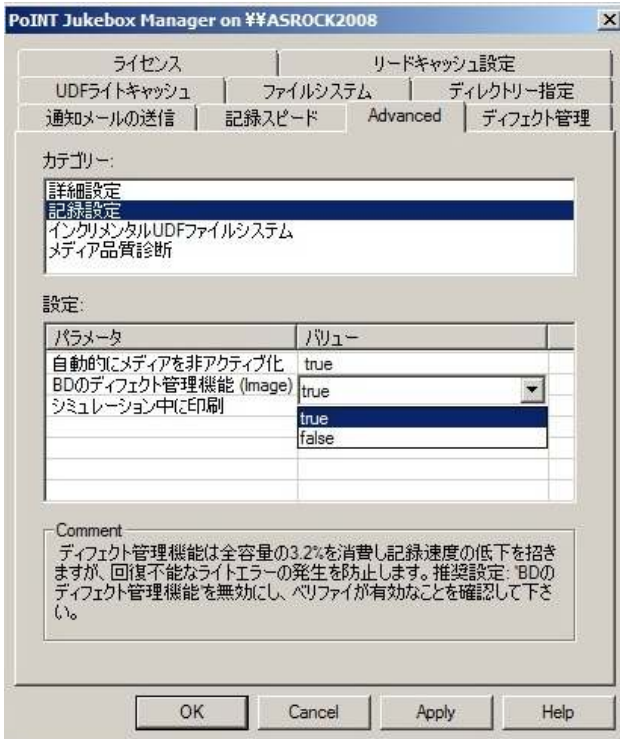 PoINT Jukebox Manager on ¥¥ASROCK2008
ライセンス
リードキャッシュ設定
UDFライトキャッシュ
ファイルシステム
ディレクトリー指定
通知メールの送信
記録スピード
Advanced
ディフェクト管理
カテゴリー:
詳細設定
記録設定
インクリメンタルUDFファイルシステム
メディア品質診断
設定:
パラメータ
バリュー
自動的にメディアを非アクティブ化
true
BDのディフェクト管理機能 (Image)
true
シミュレーション中に印刷
true
false
Comment
ディフェクト管理機能は全容量の3.2%を消費し記録速度の低下を招き
ますが、回復不能なライトエラーの発生を防止します。推奨設定: 'BDの
ディフェクト管理機能'を無効にし、ベリファイが有効なことを確認して下さ
い。
OK
Cancel
Apply
Help